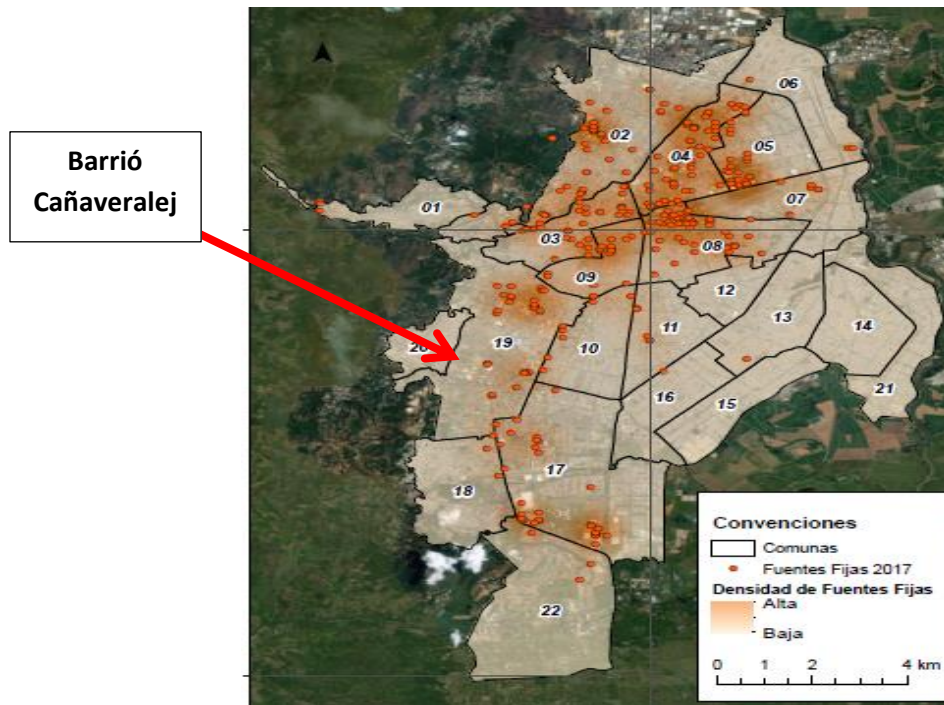 Barrió
Cañaveralej
06
02
05
04
01
07
03
08
09
12
13
14
20
19
10
11
21
16
15
17
18
22
Convenciones
Comunas
Fuentes Fijas 2017
Densidad de Fuentes Fijas
Alta
Baja
0 1 2 4 km